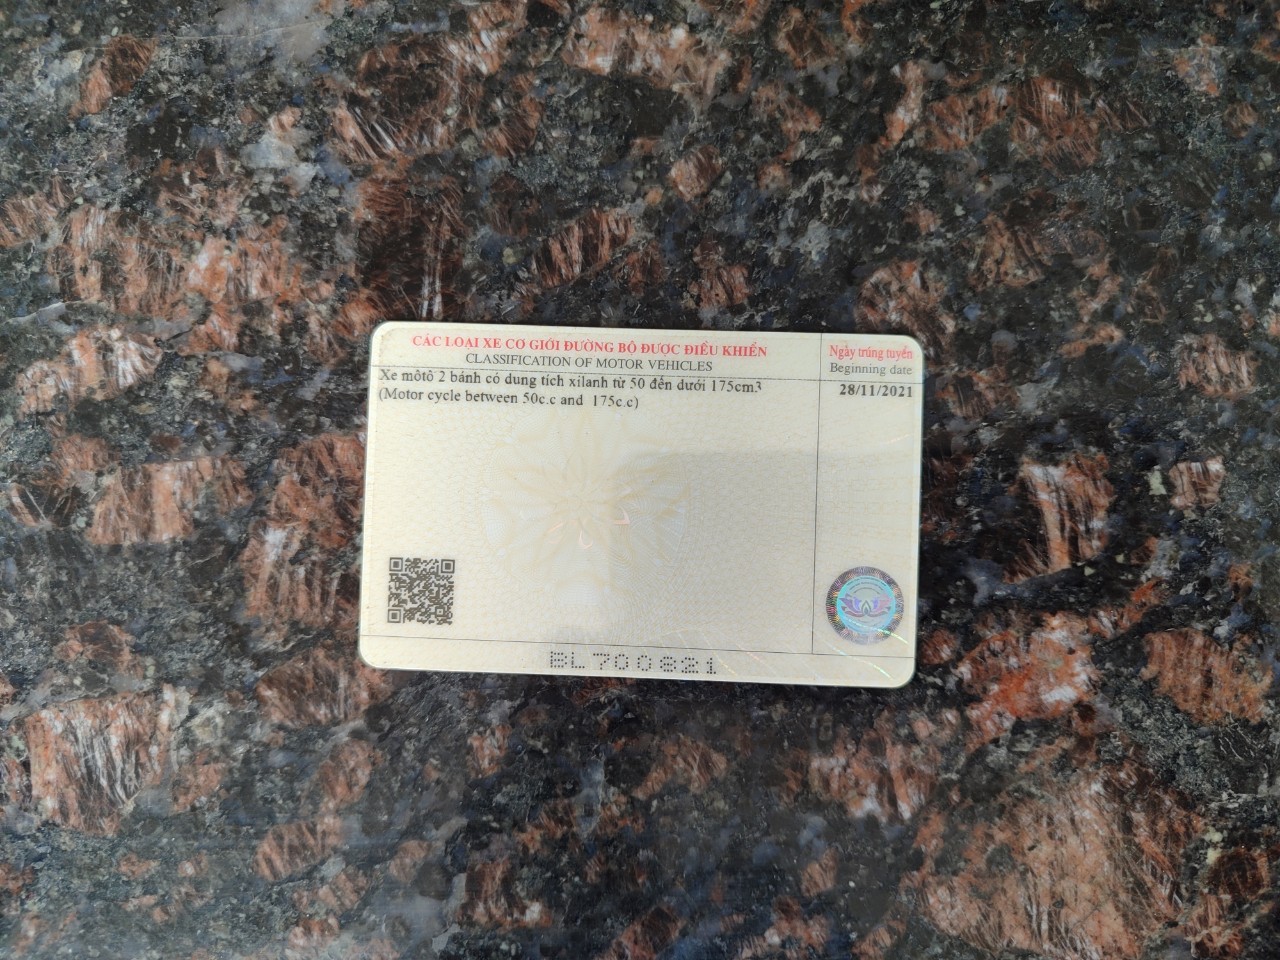 CÁC LOẠI XE CƠ GIỚI ĐƯỜNG BỘ ĐƯỢC ĐIỀU KHIỂN
CLASSIFICATION OF MOTOR VEHICLES
Ngày trúng tuyển
Beginning date
Xe môtô 2 bánh có dung tích xilanh từ 50 đến dưới 175cm3
(Motor cycle between 50c.c and 175c.c)
28/11/2021
BL700821